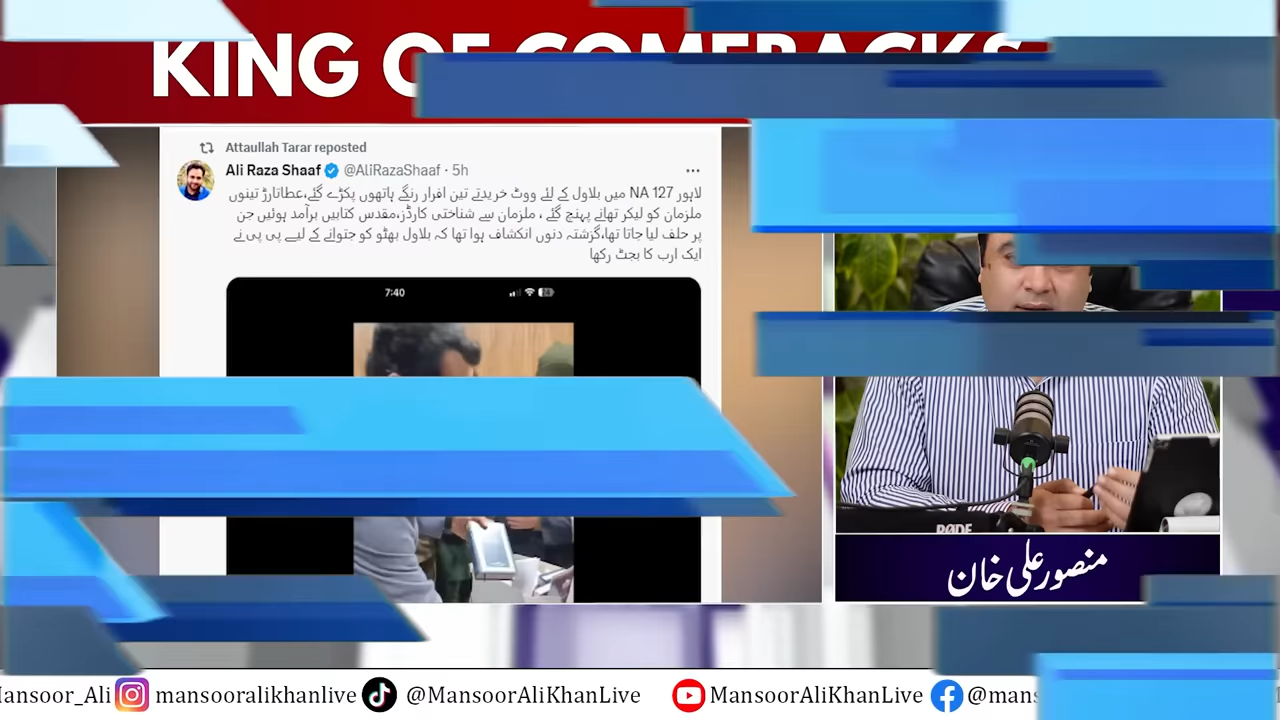 KING OF COMEBACKS
Attaullah Tarar reposted
Ali Raza Shaaf @AliRazaShaaf · 5h
لاہور NA 127 میں بلاول کے لئے ووٹ خریدتے تین افرار رنگے ہاتھوں پکڑے گئے،عطاتارڑ تینوں
ملزمان کو لیکر تھانے پہنچ گئے ، ملزمان سے شناختی کارڈز،مقدس کتابیں برآمد ہوئیں جن
پر حلف لیا جاتا تھا،گزشتہ دنوں انکشاف ہوا تھا کہ بلاول بھٹو کو جتوانے کے لیے پی پی نے
ایک ارب کا بجٹ رکھا
7:40
RØDE
منصور علی خان
Mansoor_Ali mansooralikhanlive @MansoorAliKhanLive MansoorAliKhanLive @mans